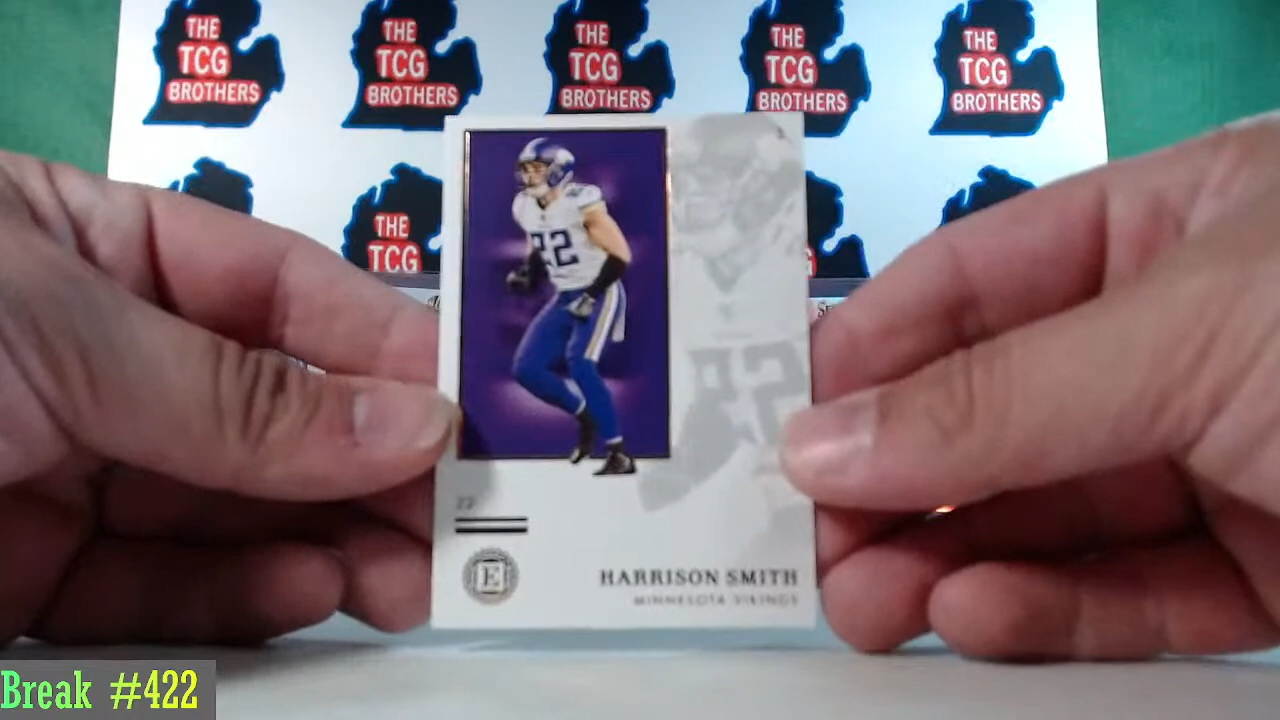 THE
TCG
BROTHERS
THE
TCG
BROTHERS
THE
TCG
BROTHERS
THE
TCG
BROTHERS
THE
TCG
BROTHERS
THE
TCG
22
22
E
HARRISON SMITH
MINNESOTA VIKINGS
Break #422